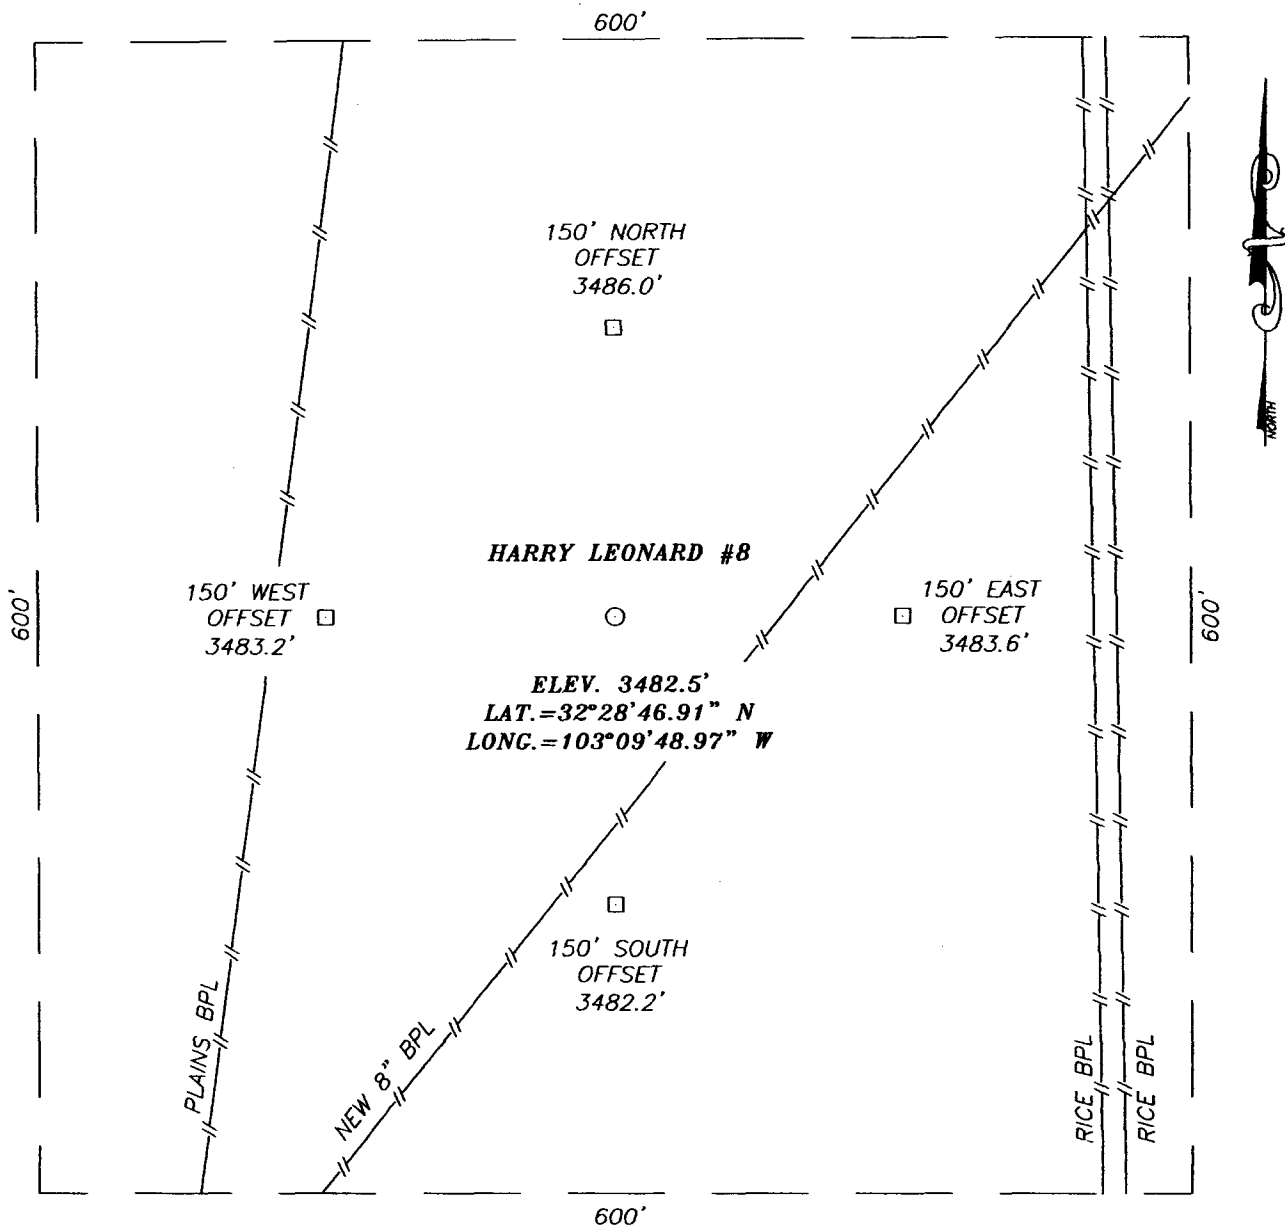 600'
150' NORTH
OFFSET
3486.0'
NORTH
HARRY LEONARD #8
150' WEST
OFFSET
3483.2'
150' EAST
OFFSET
3483.6'
600'
600'
ELEV. 3482.5'
LAT.=32°28'46.91" N
LONG.=103°09'48.97" W
150' SOUTH
OFFSET
3482.2'
PLAINS BPL
NEW 8" BPL
RICE BPL
RICE BPL
600'